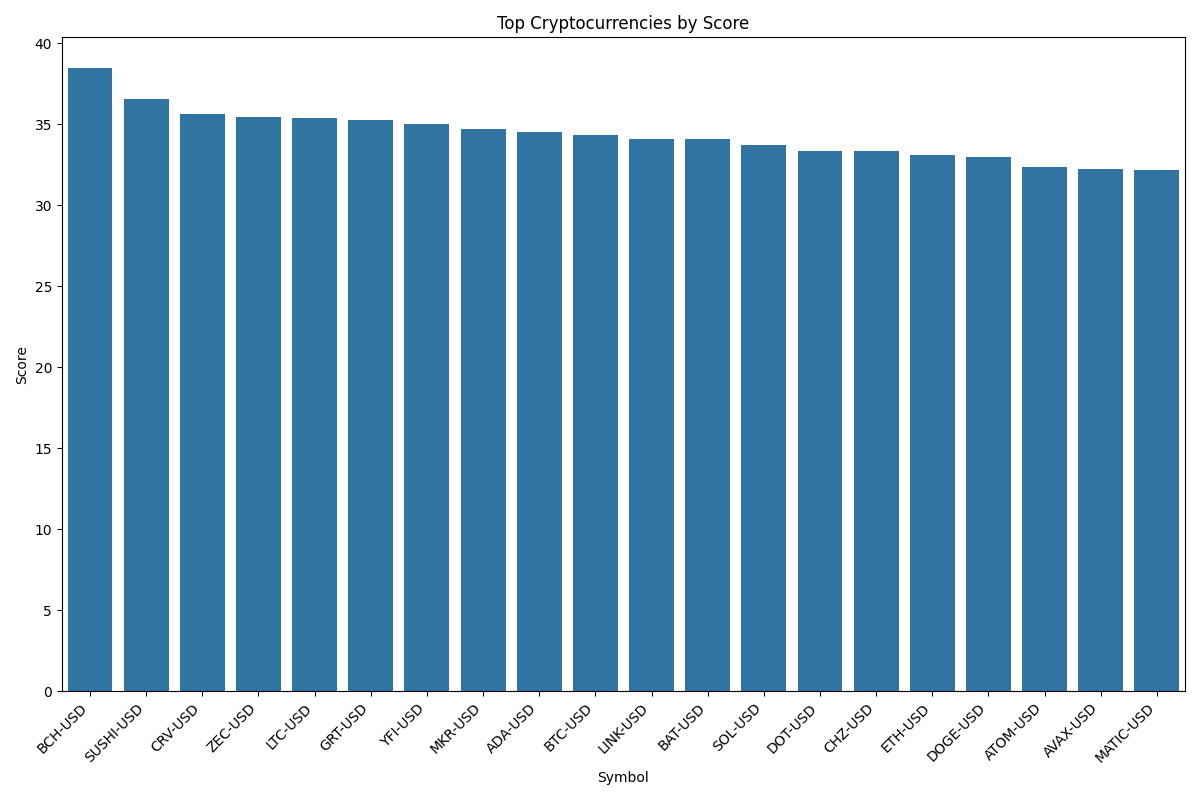 Top Cryptocurrencies by Score
40
35
30
25
20
15
10
5
0
Score
BCH-USD
SUSHI-USD
CRV-USD
ZEC-USD
LTC-USD
GRT-USD
YFI-USD
MKR-USD
ADA-USD
BTC-USD
LINK-USD
BAT-USD
SOL-USD
DOT-USD
CHZ-USD
ETH-USD
DOGE-USD
ATOM-USD
AVAX-USD
MATIC-USD
Symbol